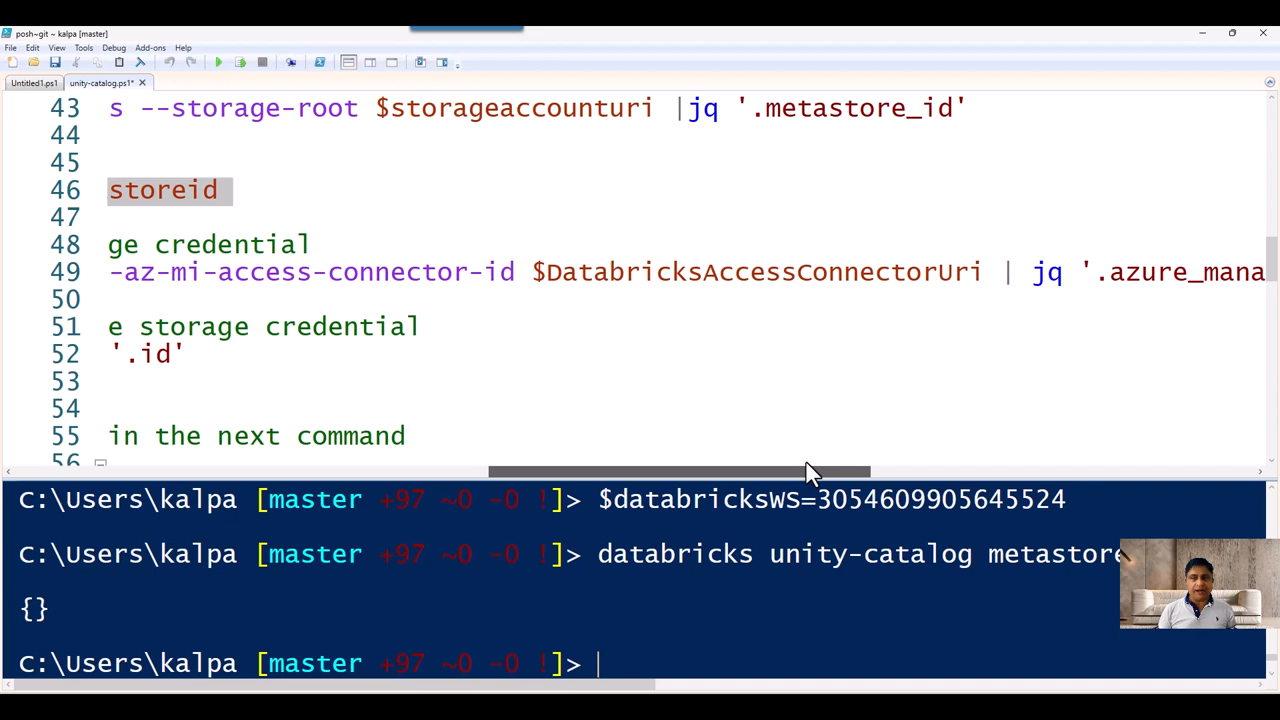 posh~git ~ kalpa [master]
File Edit View Tools Debug Add-ons Help
Untitled1.ps1 unity-catalog.ps1*
43 s --storage-root $storageaccounturi |jq '.metastore_id'
44
45
46 storeid
47
48 ge credential
49 -az-mi-access-connector-id $DatabricksAccessConnectorUri | jq '.azure_mana
50
51 e storage credential
52 '.id'
53
54
55 in the next command
56
C:\Users\kalpa [master +97 ~0 -0 !]> $databricksWS=3054609905645524
C:\Users\kalpa [master +97 ~0 -0 !]> databricks unity-catalog metastore
{}
C:\Users\kalpa [master +97 ~0 -0 !]>